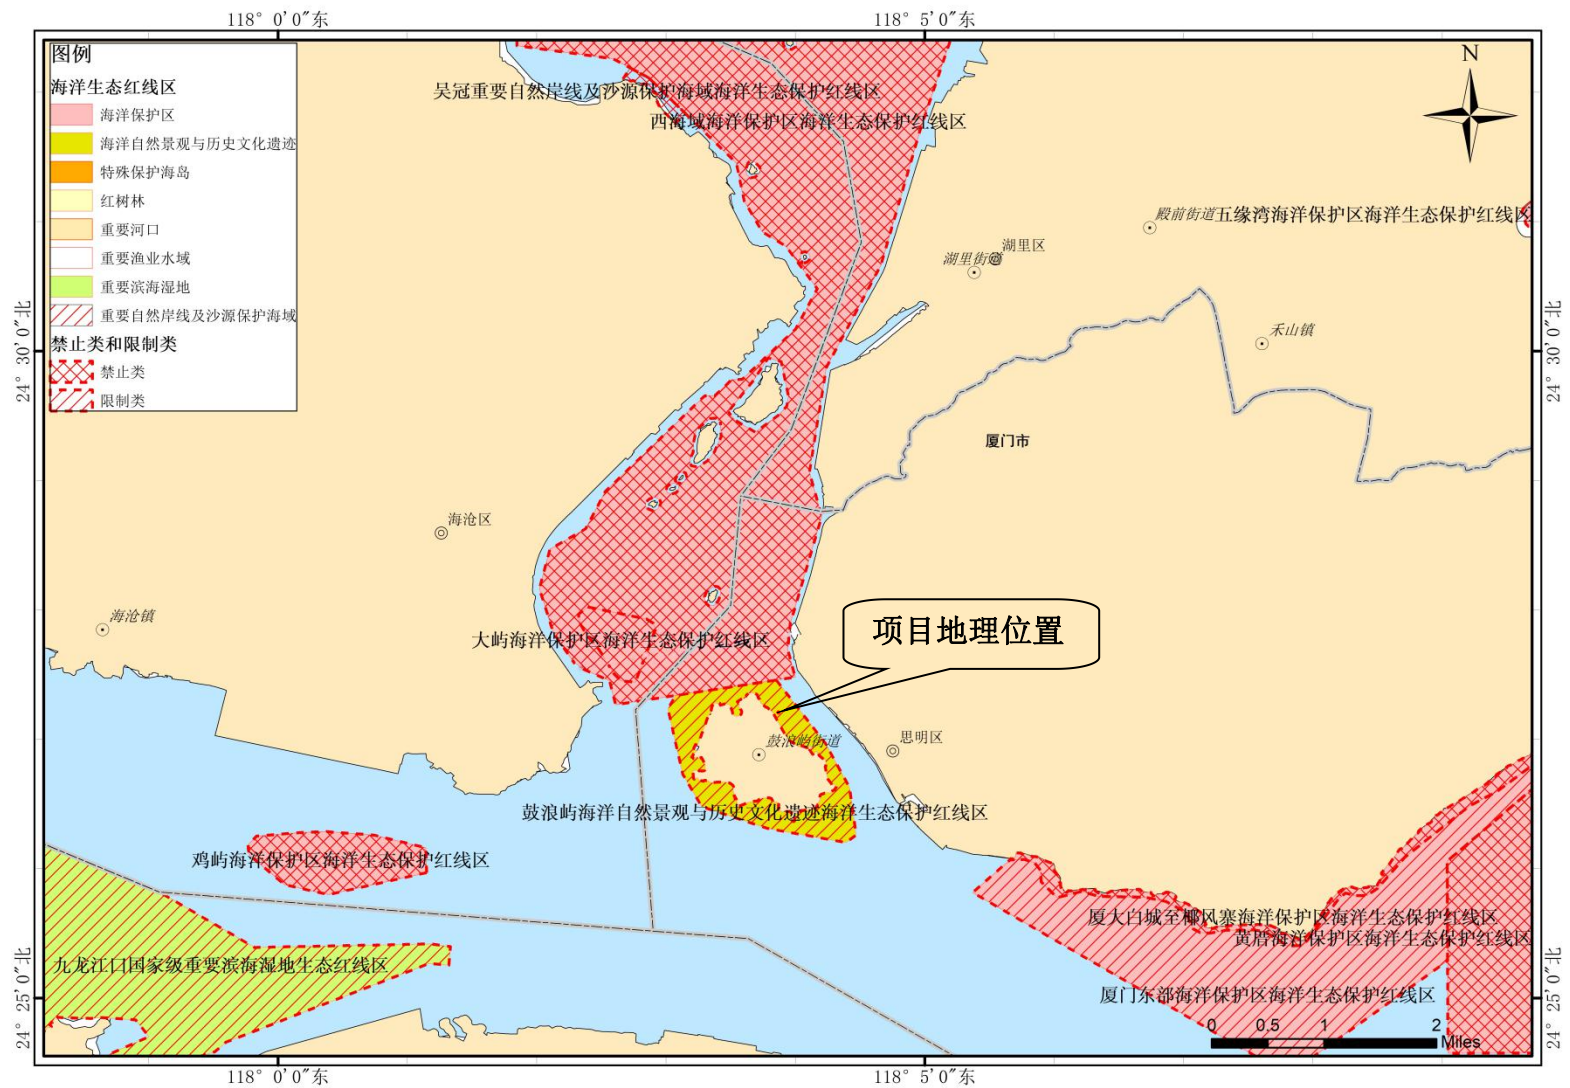 118° 0'0"东
118° 5'0"东
图例
海洋生态红线区
海洋保护区
海洋自然景观与历史文化遗迹
特殊保护海岛
红树林
重要河口
重要渔业水域
重要滨海湿地
重要自然岸线及沙源保护海域
禁止类和限制类
禁止类
限制类
N
吴冠重要自然岸线及沙源保护海域海洋生态保护红线区
西海域海洋保护区海洋生态保护红线区
殿前街道
五缘湾海洋保护区海洋生态保护红线区
湖里区
湖里街道
24° 30'0"北
24° 30'0"北
禾山镇
厦门市
海沧区
海沧镇
项目地理位置
大屿海洋保护区海洋生态保护红线区
鼓浪屿街道
思明区
鼓浪屿海洋自然景观与历史文化遗迹海洋生态保护红线区
鸡屿海洋保护区海洋生态保护红线区
厦大白城至椰风寨海洋保护区海洋生态保护红线区
黄厝海洋保护区海洋生态保护红线区
九龙江口国家级重要滨海湿地生态红线区
厦门东部海洋保护区海洋生态保护红线区
24° 25'0"北
24° 25'0"北
0 0.5 1 2
Miles
118° 0'0"东
118° 5'0"东